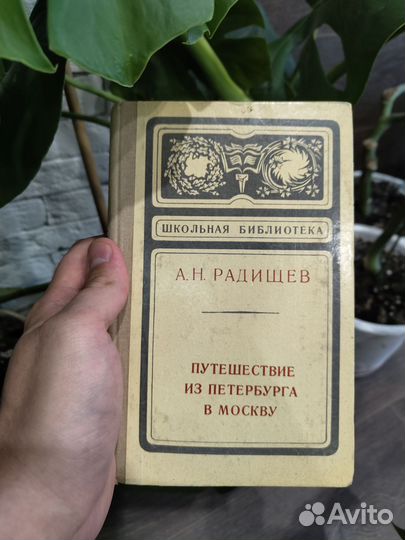 ШКОЛЬНАЯ БИБЛИОТЕКА
А.Н. РАДИЩЕВ
ПУТЕШЕСТВИЕ
ИЗ ПЕТЕРБУРГА
В МОСКВУ
Avito